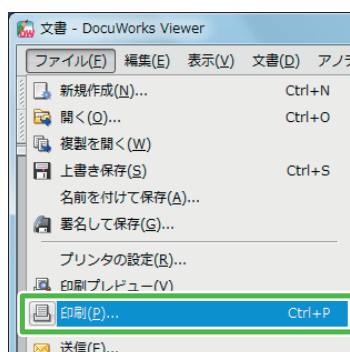 文書 - DocuWorks Viewer
ファイル(F) 編集(E) 表示(V) 文書(D) アノテ
新規作成(N)... Ctrl+N
開く(O)... Ctrl+O
複製を開く(W)
上書き保存(S) Ctrl+S
名前を付けて保存(A)...
署名して保存(G)...
プリンタの設定(R)...
印刷プレビュー(V)
印刷(P)... Ctrl+P
送信(E)...